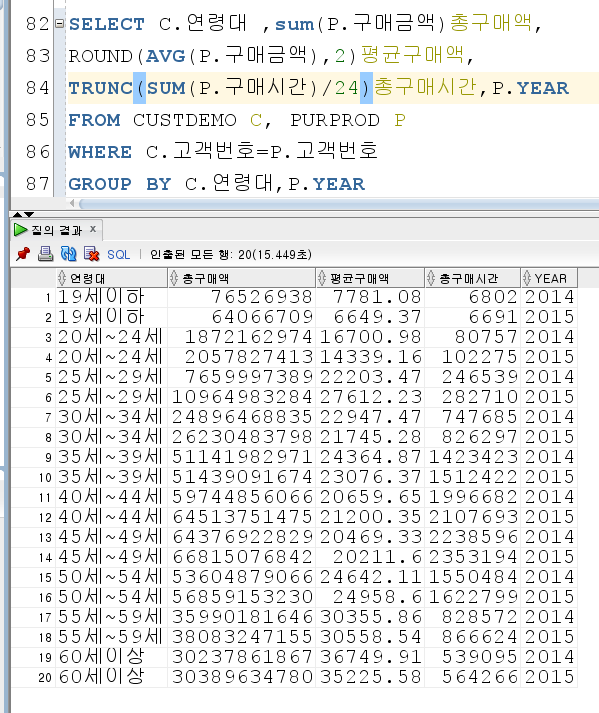 82 SELECT C.연령대 ,sum(P.구매금액)총구매액,
83 ROUND(AVG(P.구매금액),2)평균구매액,
84 TRUNC(SUM(P.구매시간)/24)총구매시간,P.YEAR
85 FROM CUSTDEMO C, PURPROD P
86 WHERE C.고객번호=P.고객번호
87 GROUP BY C.연령대,P.YEAR
질의 결과 x
SQL | 인출된 모든 행: 20(15.449초)
연령대 총구매액 평균구매액 총구매시간 YEAR
1 19세이하 76526938 7781.08 6802 2014
2 19세이하 64066709 6649.37 6691 2015
3 20세~24세 1872162974 16700.98 80757 2014
4 20세~24세 2057827413 14339.16 102275 2015
5 25세~29세 7659997389 22203.47 246539 2014
6 25세~29세 10964983284 27612.23 282710 2015
7 30세~34세 24896468835 22947.47 747685 2014
8 30세~34세 26230483798 21745.28 826297 2015
9 35세~39세 51141982971 24364.87 1423423 2014
10 35세~39세 51439091674 23076.37 1512422 2015
11 40세~44세 59744856066 20659.65 1996682 2014
12 40세~44세 64513751475 21200.35 2107693 2015
13 45세~49세 64376922829 20469.33 2238596 2014
14 45세~49세 66815076842 20211.6 2353194 2015
15 50세~54세 53604879066 24642.11 1550484 2014
16 50세~54세 56859153230 24958.6 1622799 2015
17 55세~59세 35990181646 30355.86 828572 2014
18 55세~59세 38083247155 30558.54 866624 2015
19 60세이상 30237861867 36749.91 539095 2014
20 60세이상 30389634780 35225.58 564266 2015